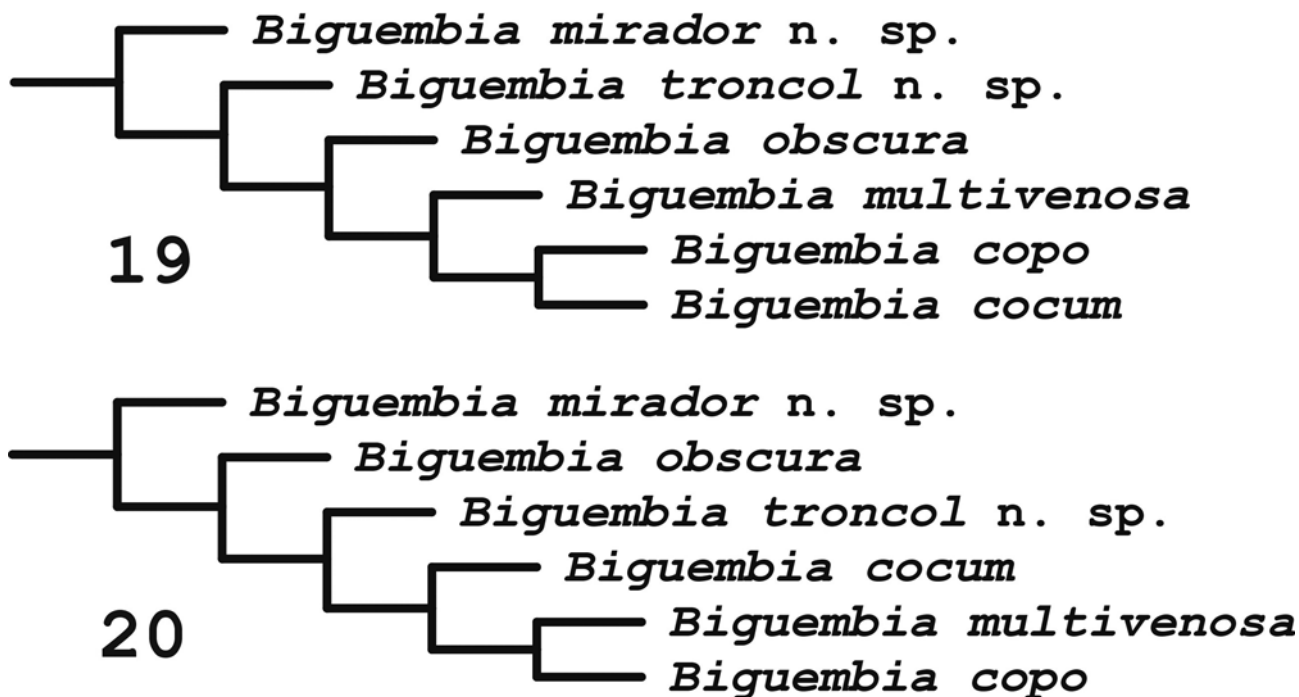 Biguembia mirador n. sp.
Biguembia troncol n. sp.
Biguembia obscura
Biguembia multivenosa
Biguembia copo
Biguembia cocum
19
Biguembia mirador n. sp.
Biguembia obscura
Biguembia troncol n. sp.
Biguembia cocum
Biguembia multivenosa
Biguembia copo
20